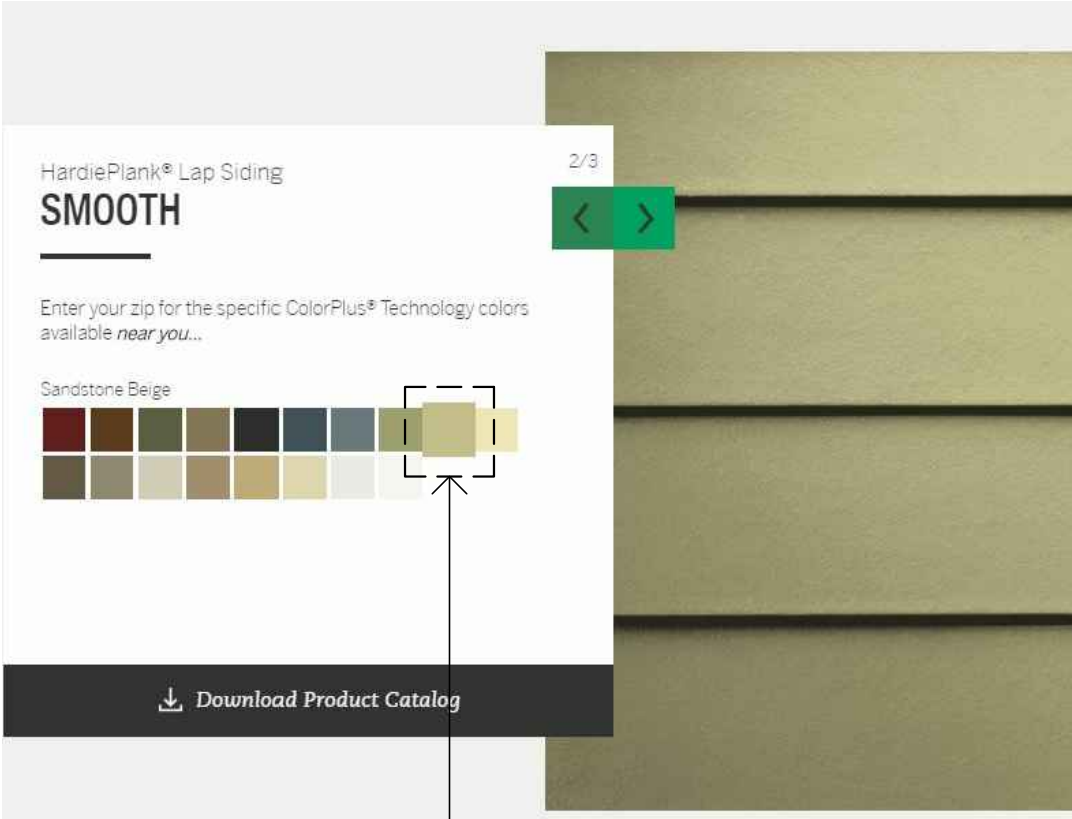 HardiePlank® Lap Siding
2/3
SMOOTH
Enter your zip for the specific ColorPlus® Technology colors
available near you...
Sandstone Beige
Download Product Catalog